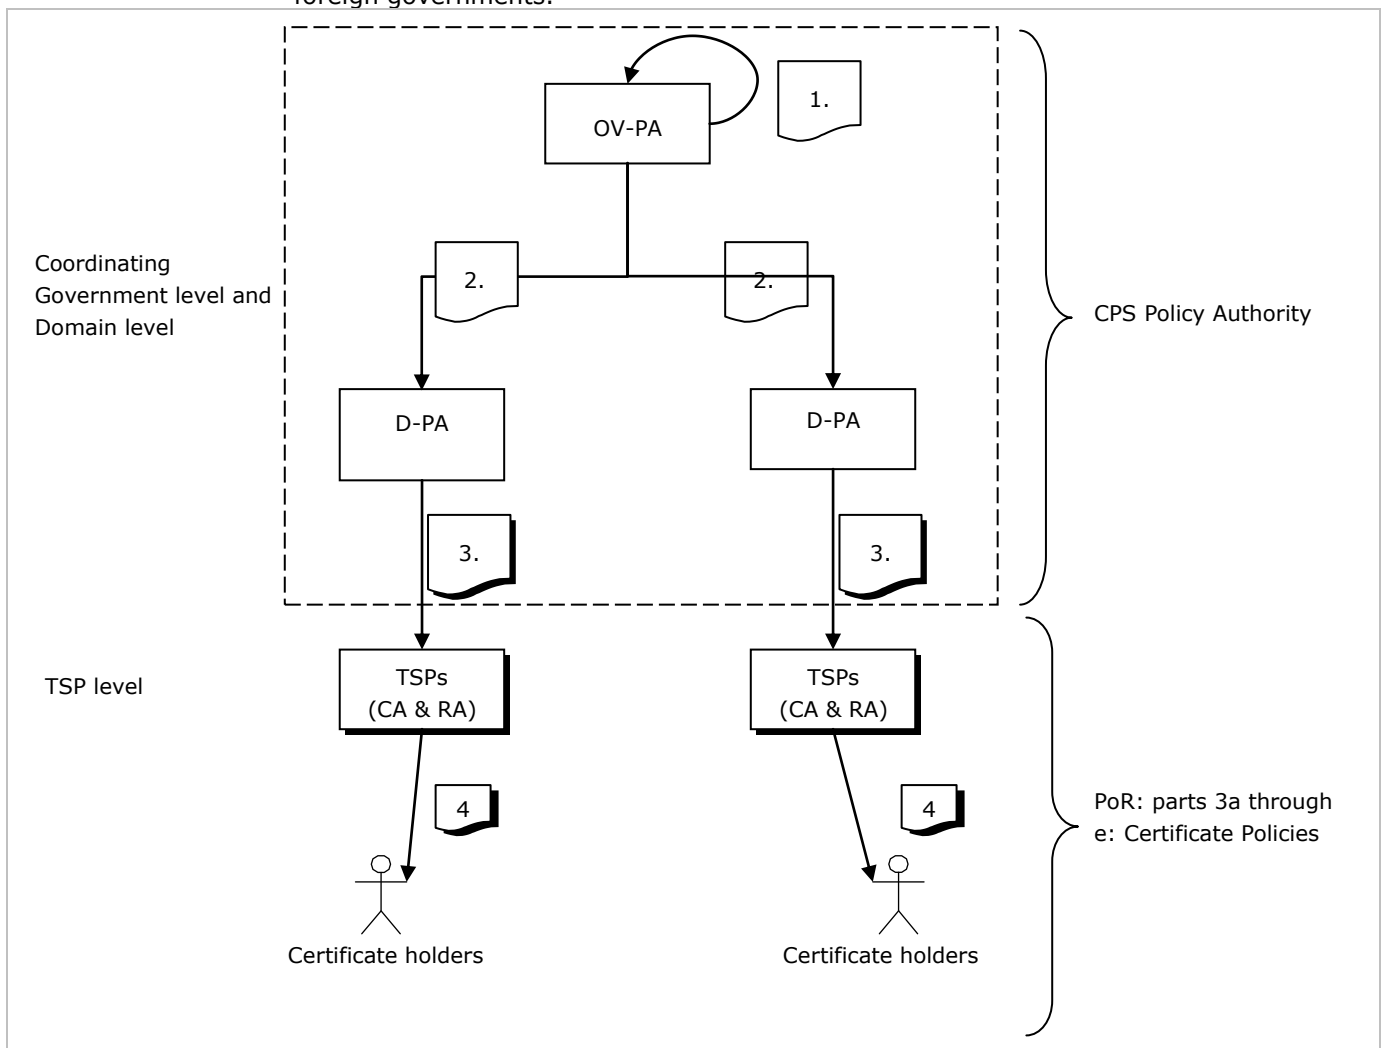 foreign governments.
1.
OV-PA
Coordinating
Government level and
Domain level
2.
2.
CPS Policy Authority
D-PA
D-PA
3.
3.
TSP level
TSPs
(CA & RA)
TSPs
(CA & RA)
4
4
PoR: parts 3a through
e: Certificate Policies
Certificate holders
Certificate holders